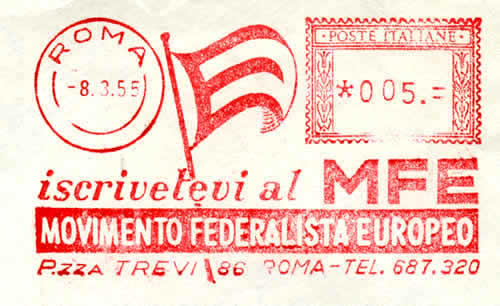 ROMA
-8.3.55
POSTE ITALIANE
*005.=
iscrivetevi al MFE
MOVIMENTO FEDERALISTA EUROPEO
P.zza TREVI 86 ROMA-TEL. 687.320